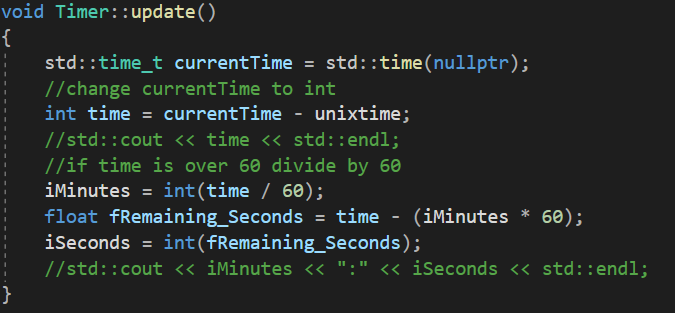 void Timer::update()
{
    std::time_t currentTime = std::time(nullptr);
    //change currentTime to int
    int time = currentTime - unixtime;
    //std::cout << time << std::endl;
    //if time is over 60 divide by 60
    iMinutes = int(time / 60);
    float fRemaining_Seconds = time - (iMinutes * 60);
    iSeconds = int(fRemaining_Seconds);
    //std::cout << iMinutes << ":" << iSeconds << std::endl;
}